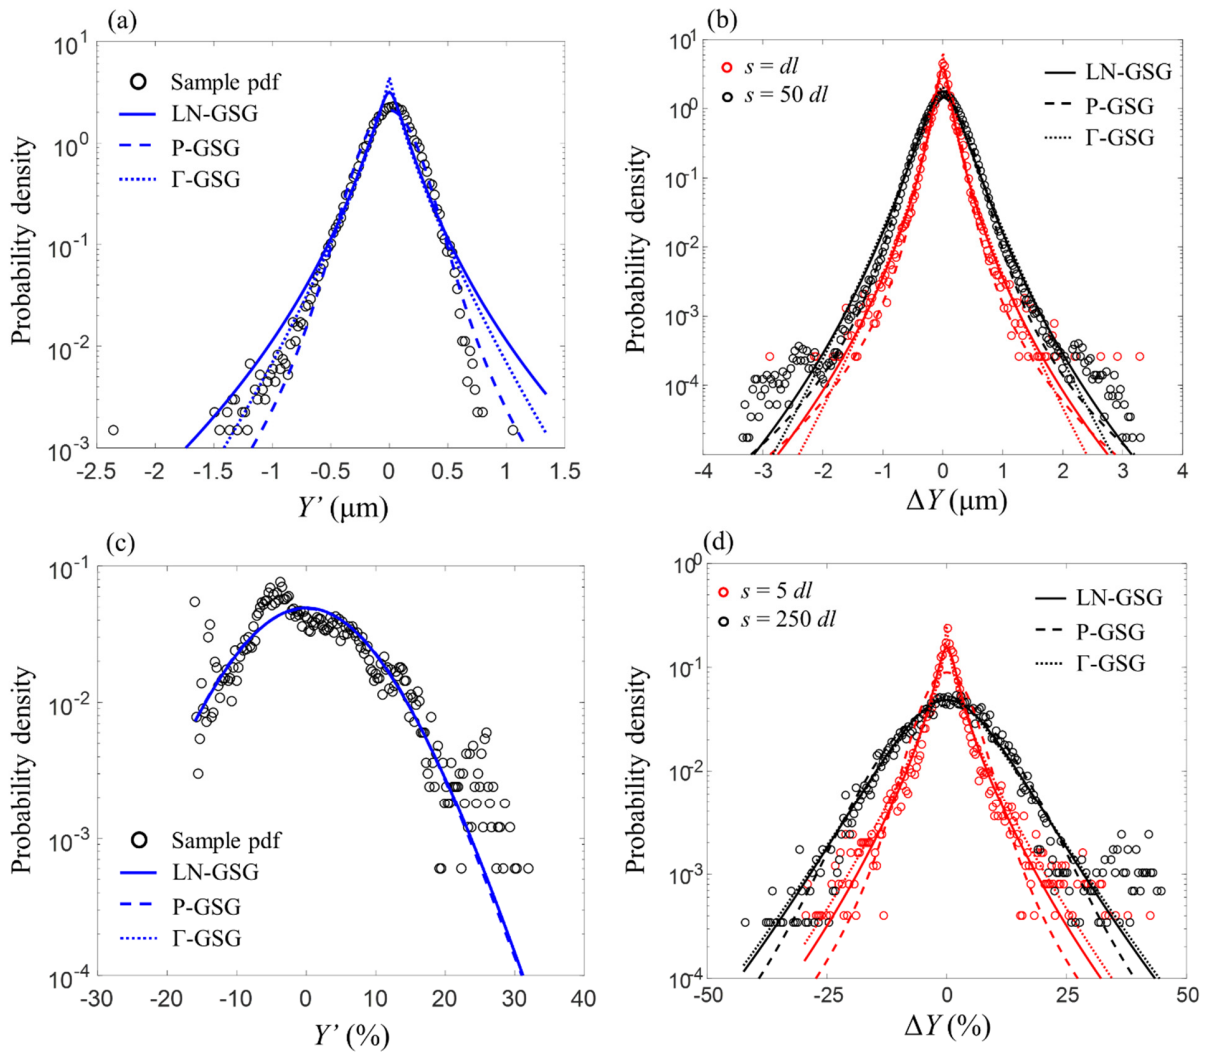 (a)
10^1
10^0
10^-1
10^-2
10^-3
Probability density
Sample pdf
LN-GSG
P-GSG
Γ-GSG
-2.5 -2 -1.5 -1 -0.5 0 0.5 1 1.5
Y’ (μm)
(b)
10^1
10^0
10^-1
10^-2
10^-3
10^-4
Probability density
s = dl
s = 50 dl
LN-GSG
P-GSG
Γ-GSG
-4 -3 -2 -1 0 1 2 3 4
ΔY (μm)
(c)
10^-1
10^-2
10^-3
10^-4
Probability density
Sample pdf
LN-GSG
P-GSG
Γ-GSG
-30 -20 -10 0 10 20 30 40
Y’ (%)
(d)
10^0
10^-1
10^-2
10^-3
10^-4
Probability density
s = 5 dl
s = 250 dl
LN-GSG
P-GSG
Γ-GSG
-50 -25 0 25 50
ΔY (%)